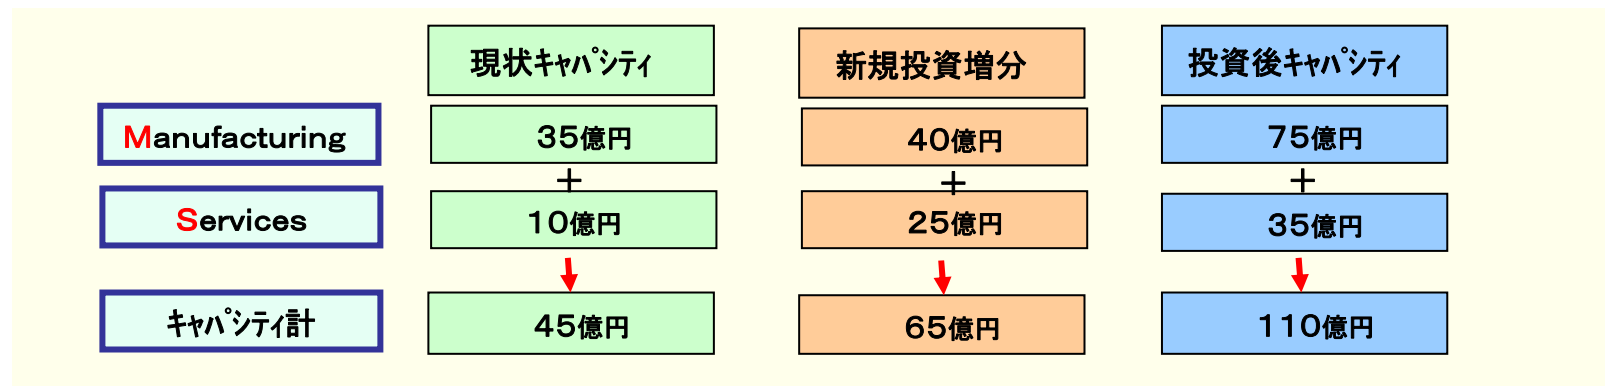 現状ｷｬﾊﾟｼﾃｨ 新規投資増分 投資後ｷｬﾊﾟｼﾃｨ
Manufacturing 35億円 40億円 75億円
＋ ＋ ＋
Services 10億円 25億円 35億円
ｷｬﾊﾟｼﾃｨ計 45億円 65億円 110億円